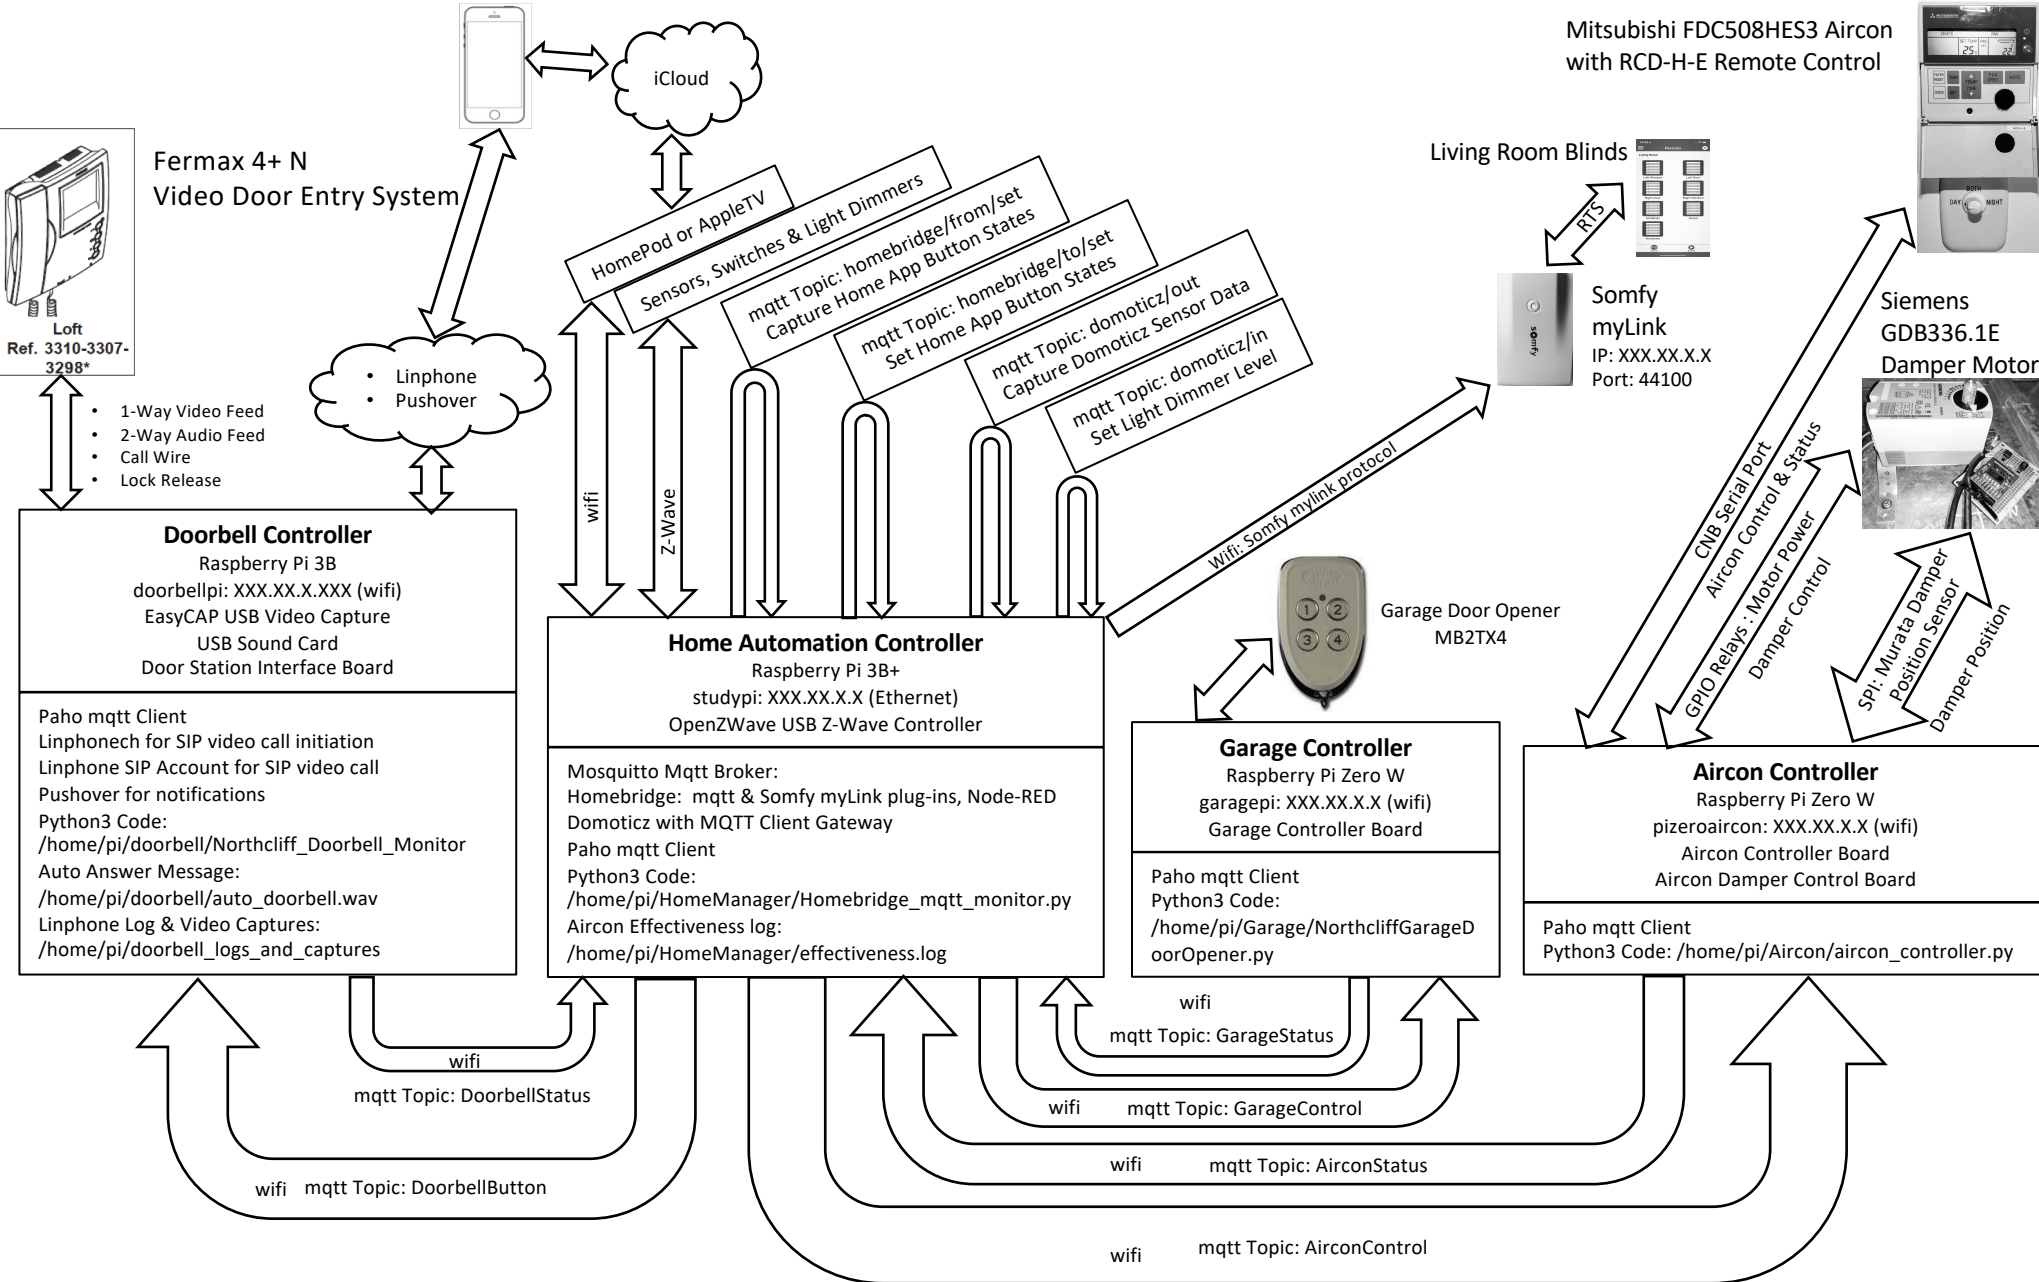 Mitsubishi FDC508HES3 Aircon
with RCD-H-E Remote Control
iCloud
Fermax 4+ N
Video Door Entry System
Loft
Ref. 3310-3307-
3298*
Living Room Blinds
RTS
BOTH
DAY
NIGHT
Somfy
myLink
IP: XXX.XX.X.X
Port: 44100
somfy
Siemens
GDB336.1E
Damper Motor
HomePod or AppleTV
Sensors, Switches & Light Dimmers
mqtt Topic: homebridge/from/set
Capture Home App Button States
mqtt Topic: homebridge/to/set
Set Home App Button States
mqtt Topic: domoticz/out
Capture Domoticz Sensor Data
mqtt Topic: domoticz/in
Set Light Dimmer Level
• Linphone
• Pushover
• 1-Way Video Feed
• 2-Way Audio Feed
• Call Wire
• Lock Release
wifi
Z-Wave
Wifi: Somfy mylink protocol
CNB Serial Port
Aircon Control & Status
GPIO Relays : Motor Power
Damper Control
SPI: Murata Damper
Position Sensor
Damper Position
1 2
3 4
Garage Door Opener
MB2TX4
Doorbell Controller
Raspberry Pi 3B
doorbellpi: XXX.XX.X.XXX (wifi)
EasyCAP USB Video Capture
USB Sound Card
Door Station Interface Board
Paho mqtt Client
Linphonech for SIP video call initiation
Linphone SIP Account for SIP video call
Pushover for notifications
Python3 Code:
/home/pi/doorbell/Northcliff_Doorbell_Monitor
Auto Answer Message:
/home/pi/doorbell/auto_doorbell.wav
Linphone Log & Video Captures:
/home/pi/doorbell_logs_and_captures
Home Automation Controller
Raspberry Pi 3B+
studypi: XXX.XX.X.X (Ethernet)
OpenZWave USB Z-Wave Controller
Mosquitto Mqtt Broker:
Homebridge:  mqtt & Somfy myLink plug-ins, Node-RED
Domoticz with MQTT Client Gateway
Paho mqtt Client
Python3 Code:
/home/pi/HomeManager/Homebridge_mqtt_monitor.py
Aircon Effectiveness log:
/home/pi/HomeManager/effectiveness.log
Garage Controller
Raspberry Pi Zero W
garagepi: XXX.XX.X.X (wifi)
Garage Controller Board
Paho mqtt Client
Python3 Code:
/home/pi/Garage/NorthcliffGarageD
oorOpener.py
Aircon Controller
Raspberry Pi Zero W
pizeroaircon: XXX.XX.X.X (wifi)
Aircon Controller Board
Aircon Damper Control Board
Paho mqtt Client
Python3 Code: /home/pi/Aircon/aircon_controller.py
wifi
mqtt Topic: DoorbellStatus
wifi mqtt Topic: DoorbellButton
wifi
mqtt Topic: GarageStatus
wifi mqtt Topic: GarageControl
wifi mqtt Topic: AirconStatus
wifi mqtt Topic: AirconControl